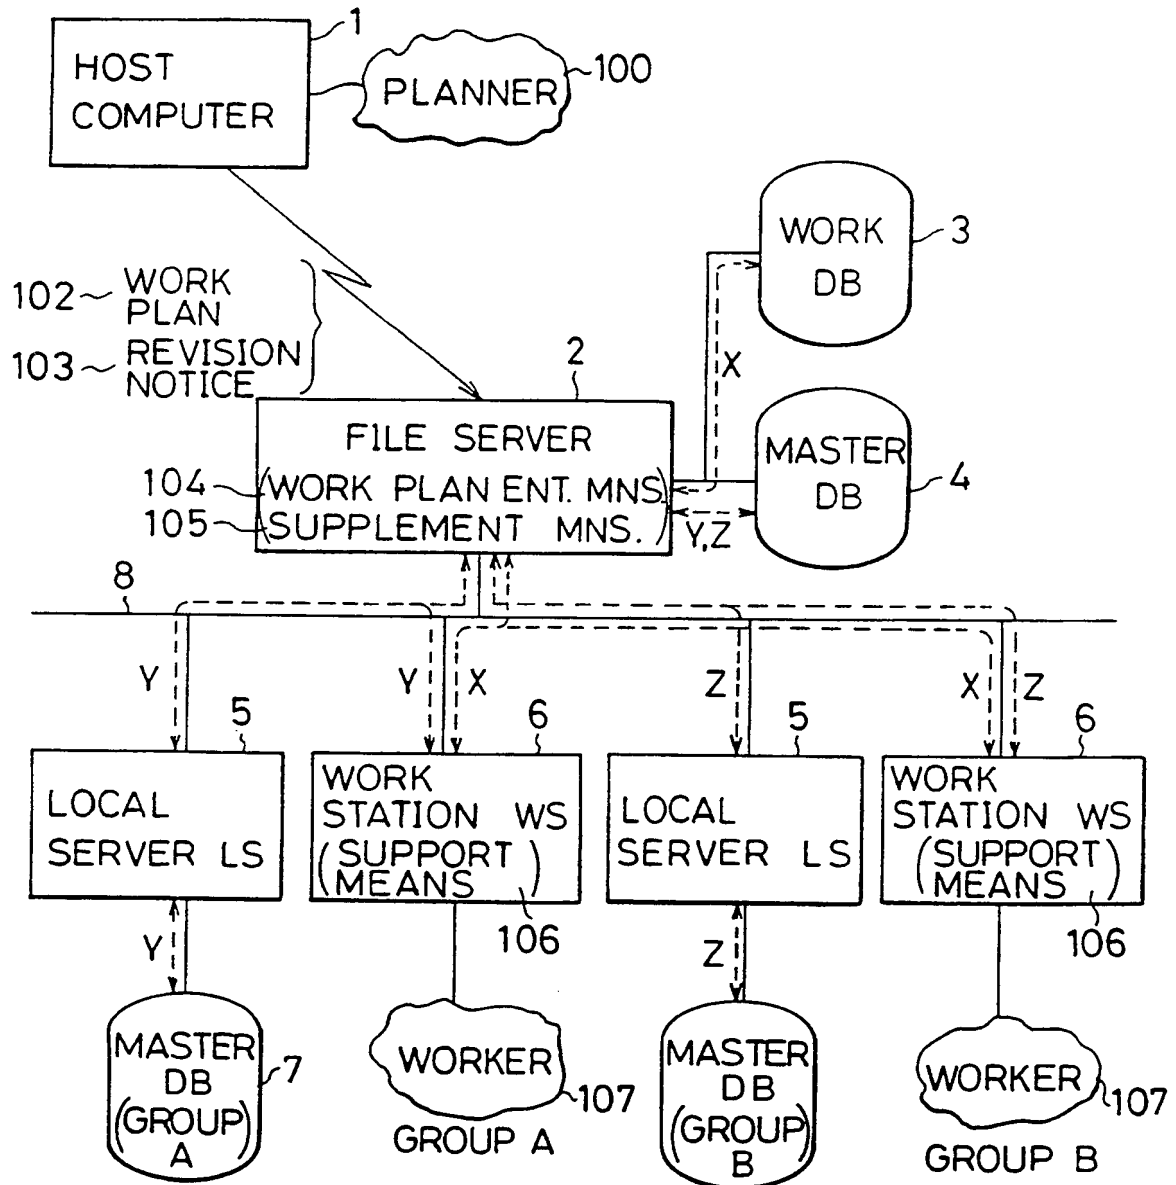 1
HOST
COMPUTER
PLANNER
100
WORK
DB
3
102
WORK
PLAN
103
REVISION
NOTICE
2
X
FILE SERVER
104
(WORK PLAN ENT. MNS)
105
(SUPPLEMENT MNS.)
Y,Z
MASTER
DB
4
8
Y
Y
X
Z
X
Z
5
6
5
6
LOCAL
SERVER LS
WORK
STATION WS
(SUPPORT
MEANS)
106
LOCAL
SERVER LS
WORK
STATION WS
(SUPPORT
MEANS)
106
Y
Z
MASTER
DB
(GROUP
A)
7
WORKER
107
GROUP A
MASTER
DB
(GROUP
B)
WORKER
107
GROUP B